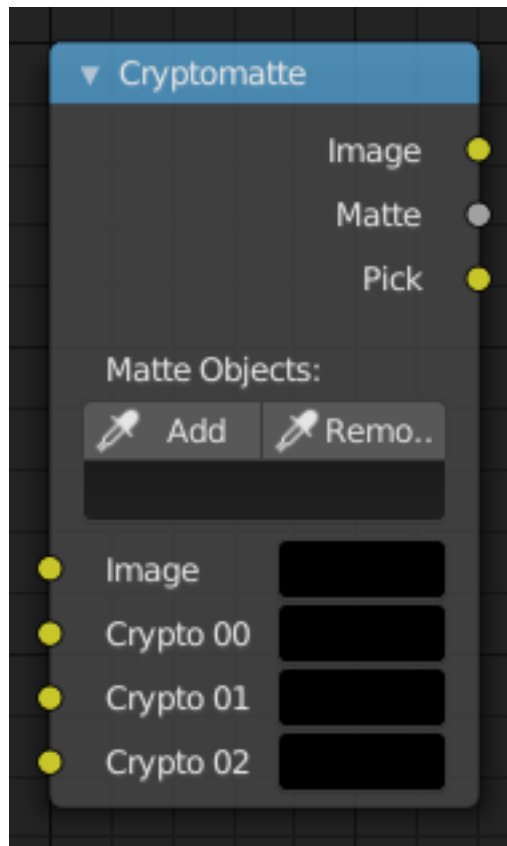 Cryptomatte
Image
Matte
Pick
Matte Objects:
Add Remo..
Image
Crypto 00
Crypto 01
Crypto 02